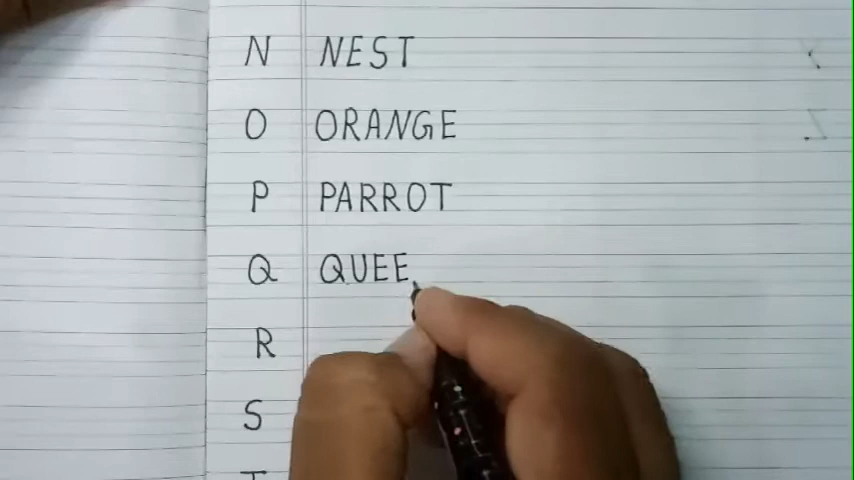 N NEST
O ORANGE
P PARROT
Q QUEE
R
S
T